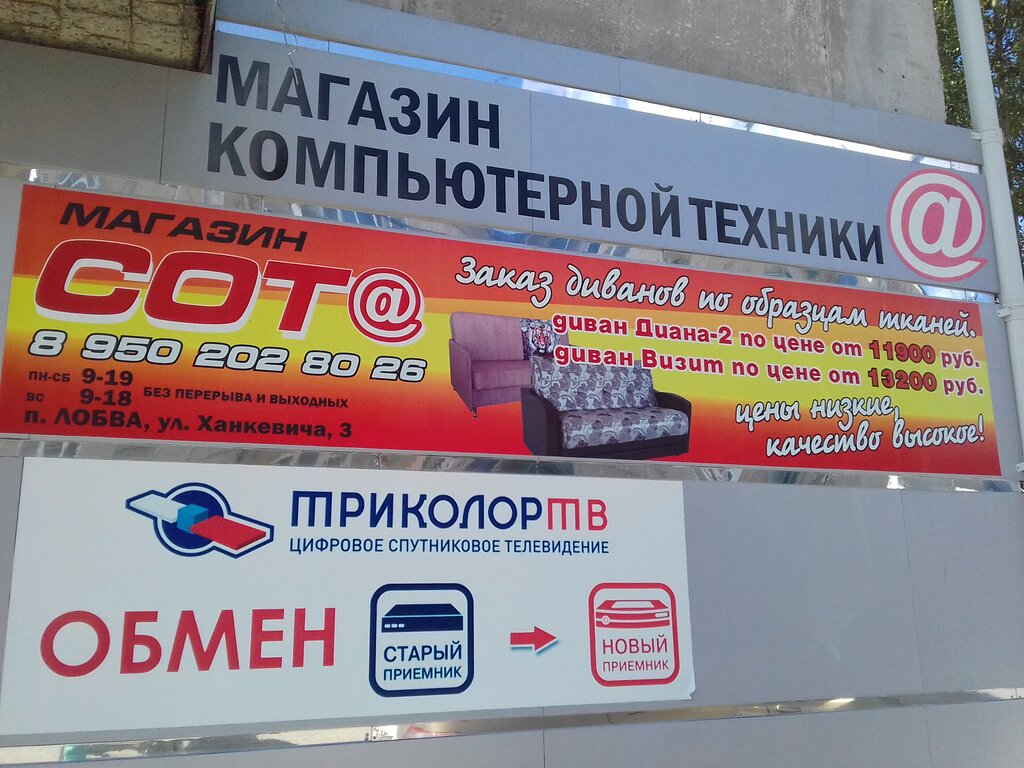 МАГАЗИН
КОМПЬЮТЕРНОЙ ТЕХНИКИ @
МАГАЗИН
СОТ@
8 950 202 80 26
ПН-СБ 9-19
ВС 9-18
БЕЗ ПЕРЕРЫВА И ВЫХОДНЫХ
п. ЛОБВА, ул. Ханкевича, 3
Заказ диванов по образцам тканей.
диван Диана-2 по цене от 11900 руб.
диван Визит по цене от 13200 руб.
цены низкие,
качество высокое!
ТРИКОЛОР ТВ
ЦИФРОВОЕ СПУТНИКОВОЕ ТЕЛЕВИДЕНИЕ
ОБМЕН
СТАРЫЙ
ПРИЕМНИК
НОВЫЙ
ПРИЕМНИК